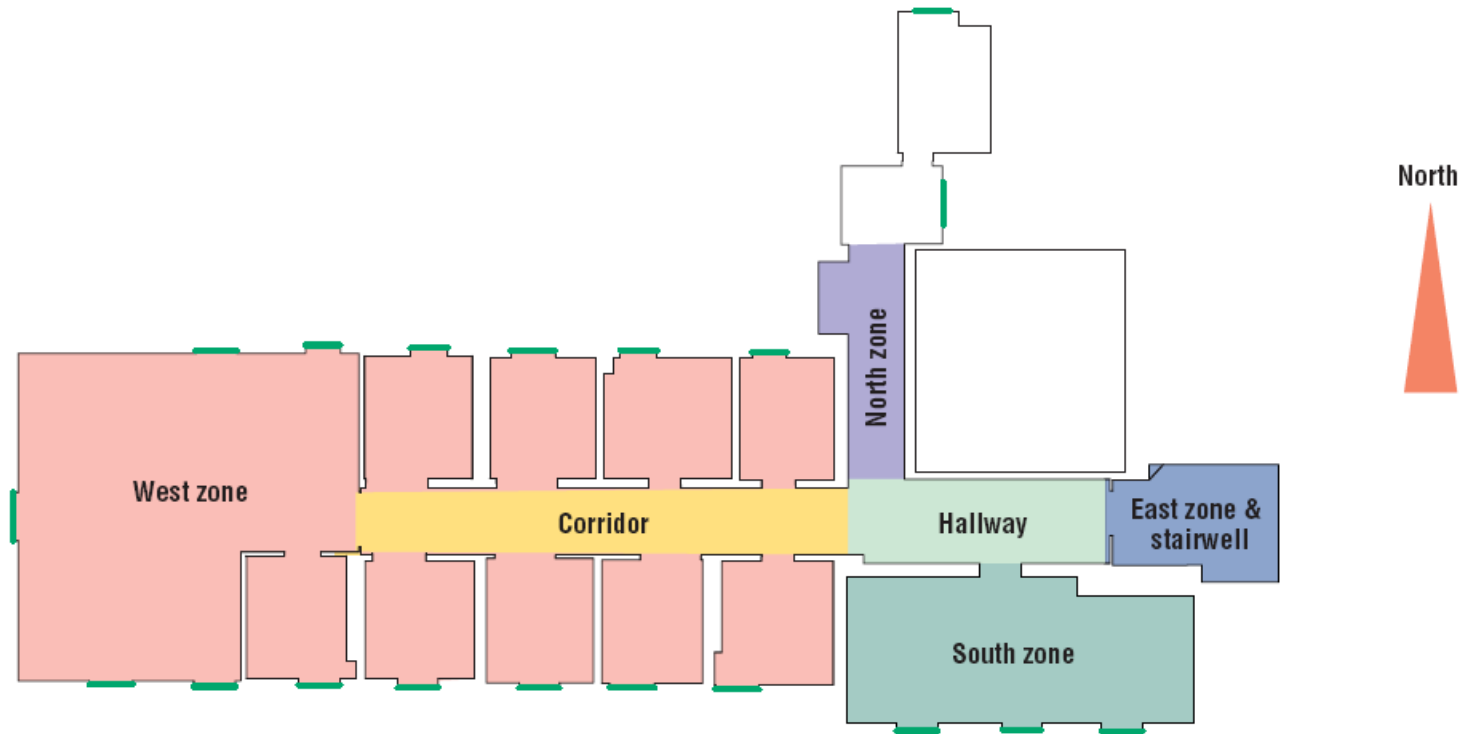 North
North zone
West zone
Corridor
Hallway
East zone &
stairwell
South zone